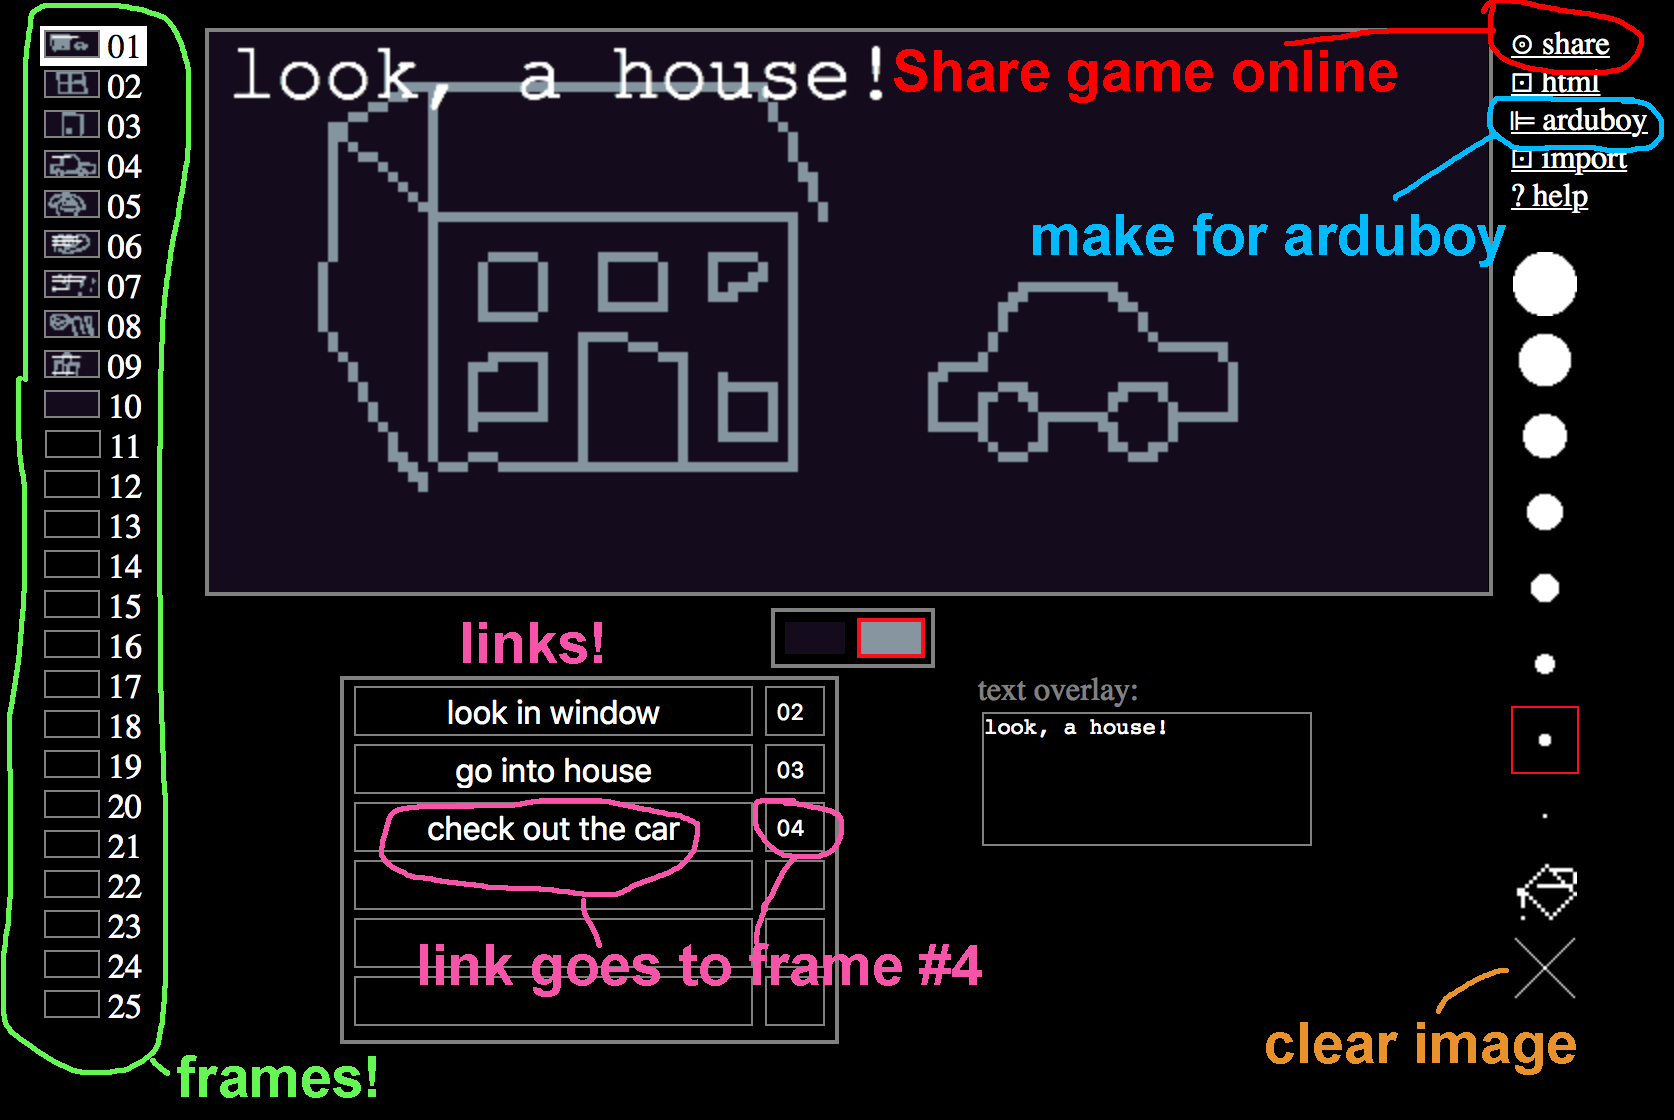 01
02
03
04
05
06
07
08
09
10
11
12
13
14
15
16
17
18
19
20
21
22
23
24
25
frames!
look, a house!
Share game online
make for arduboy
share
html
arduboy
import
? help
links!
look in window 02
go into house 03
check out the car 04
link goes to frame #4
text overlay:
look, a house!
clear image